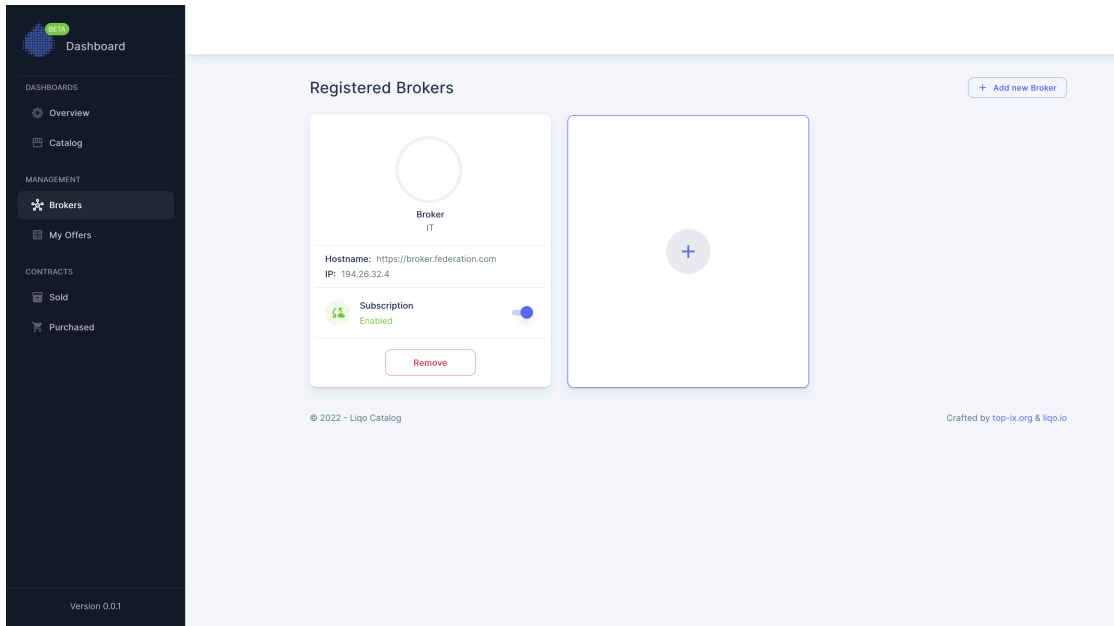 BETA
Dashboard
DASHBOARDS
Overview
Catalog
MANAGEMENT
Brokers
My Offers
CONTRACTS
Sold
Purchased
Version 0.0.1
Registered Brokers
+ Add new Broker
Broker
IT
Hostname: https://broker.federation.com
IP: 194.26.32.4
Subscription
Enabled
Remove
© 2022 - Liqo Catalog
Crafted by top-ix.org & liqo.io